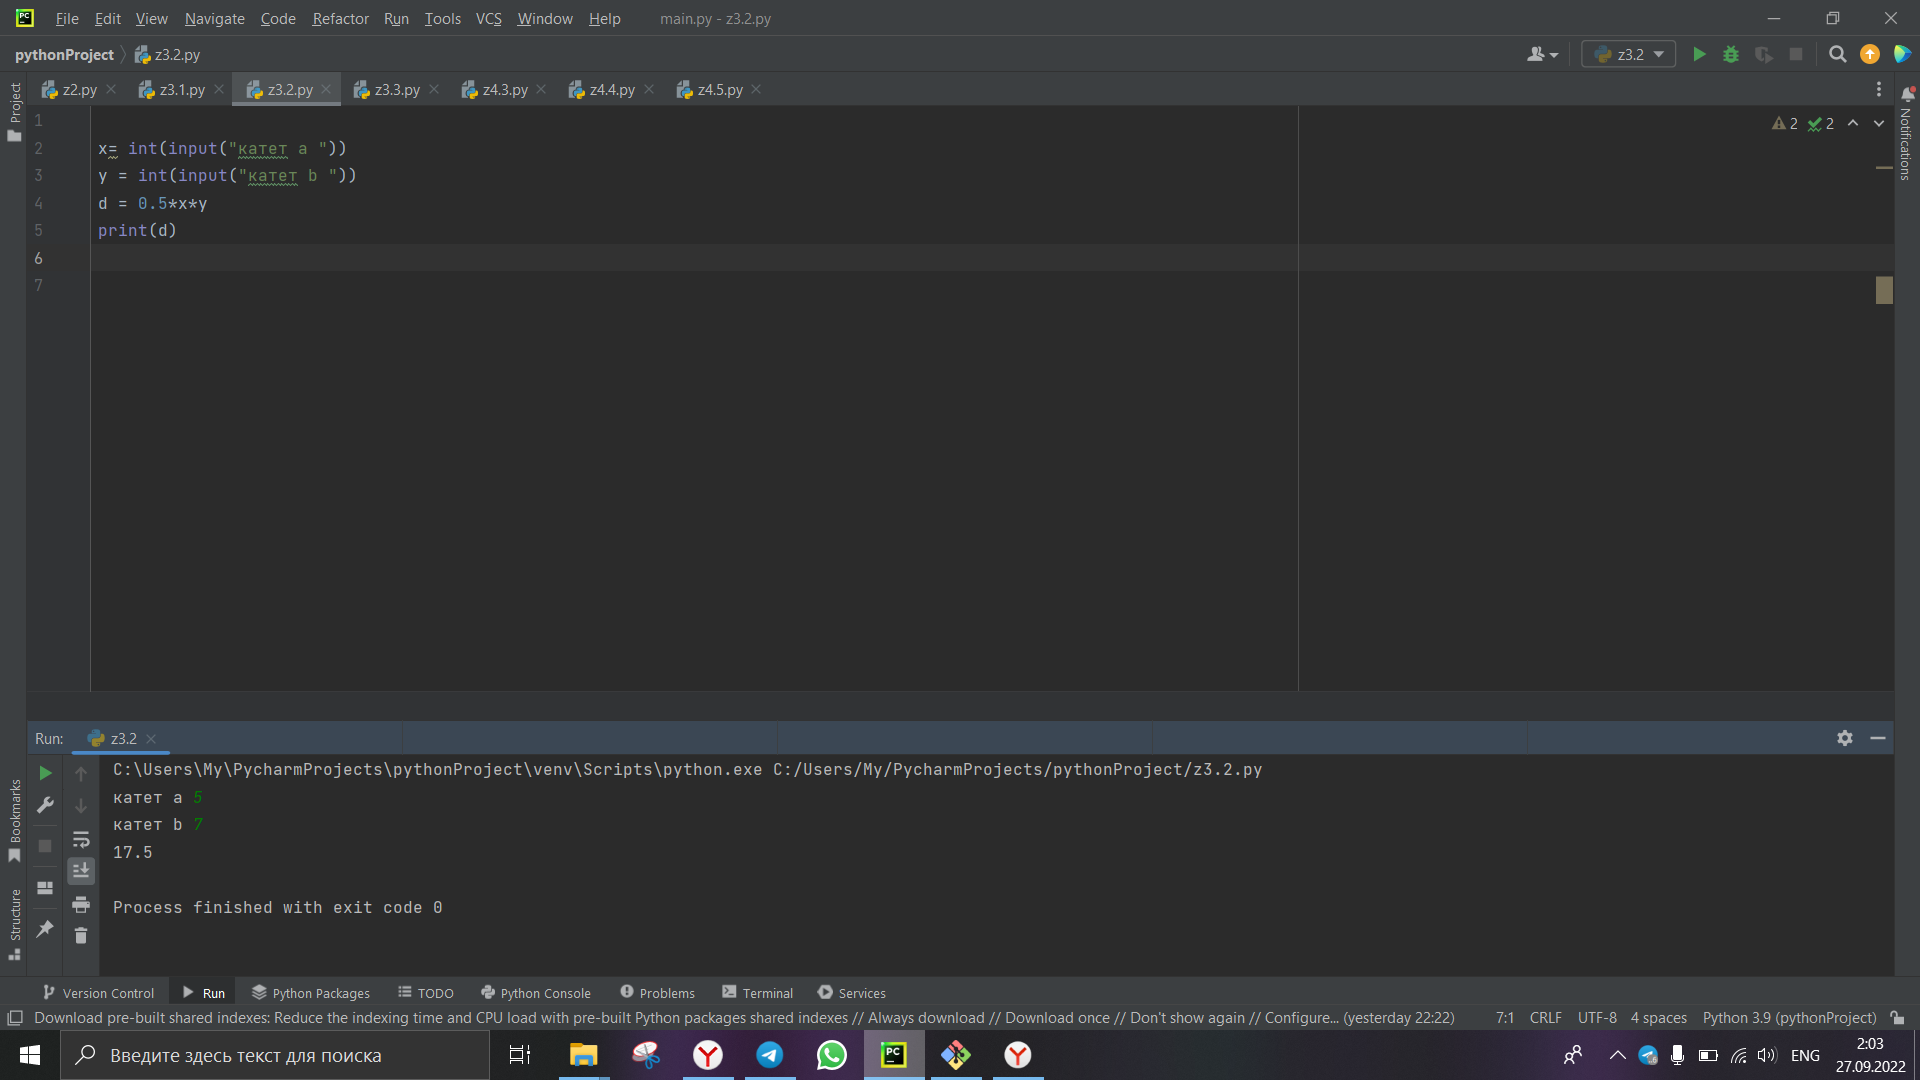 File Edit View Navigate Code Refactor Run Tools VCS Window Help main.py - z3.2.py
pythonProject z3.2.py z3.2
z2.py z3.1.py z3.2.py z3.3.py z4.3.py z4.4.py z4.5.py
Project
Notifications
2 2
1
2 x= int(input("катет a "))
3 y = int(input("катет b "))
4 d = 0.5*x*y
5 print(d)
6
7
Run: z3.2
C:\Users\My\PycharmProjects\pythonProject\venv\Scripts\python.exe C:/Users/My/PycharmProjects/pythonProject/z3.2.py
катет a 5
катет b 7
17.5
Process finished with exit code 0
Bookmarks
Structure
Version Control Run Python Packages TODO Python Console Problems Terminal Services
Download pre-built shared indexes: Reduce the indexing time and CPU load with pre-built Python packages shared indexes // Always download // Download once // Don't show again // Configure... (yesterday 22:22) 7:1 CRLF UTF-8 4 spaces Python 3.9 (pythonProject)
Введите здесь текст для поиска
ENG
2:03
27.09.2022